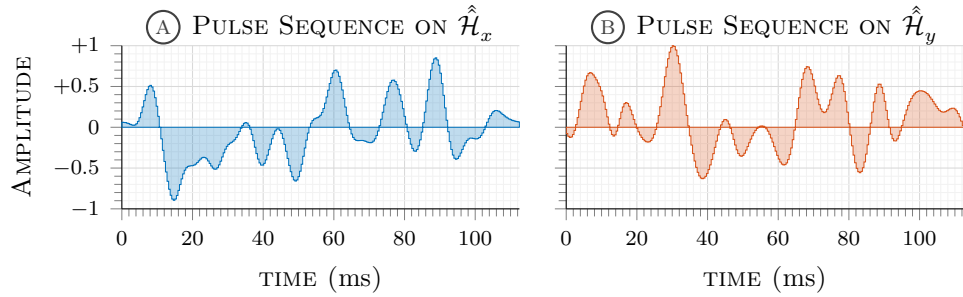 A Pulse Sequence on $\hat{\hat{\mathcal{H}}}_x$
B Pulse Sequence on $\hat{\hat{\mathcal{H}}}_y$
Amplitude
+1
+0.5
0
−0.5
−1
0 20 40 60 80 100
0 20 40 60 80 100
time (ms)
time (ms)